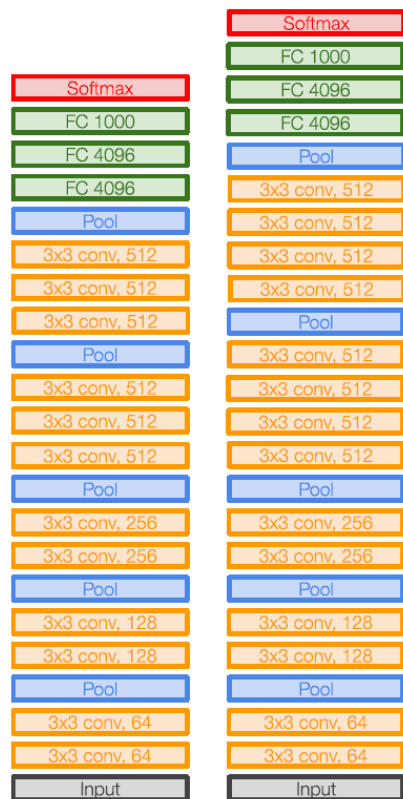 Softmax
FC 1000
FC 4096
FC 4096
Pool
3x3 conv, 512
3x3 conv, 512
3x3 conv, 512
Pool
3x3 conv, 512
3x3 conv, 512
3x3 conv, 512
Pool
3x3 conv, 256
3x3 conv, 256
Pool
3x3 conv, 128
3x3 conv, 128
Pool
3x3 conv, 64
3x3 conv, 64
Input
Softmax
FC 1000
FC 4096
FC 4096
Pool
3x3 conv, 512
3x3 conv, 512
3x3 conv, 512
3x3 conv, 512
Pool
3x3 conv, 512
3x3 conv, 512
3x3 conv, 512
3x3 conv, 512
Pool
3x3 conv, 256
3x3 conv, 256
Pool
3x3 conv, 128
3x3 conv, 128
Pool
3x3 conv, 64
3x3 conv, 64
Input